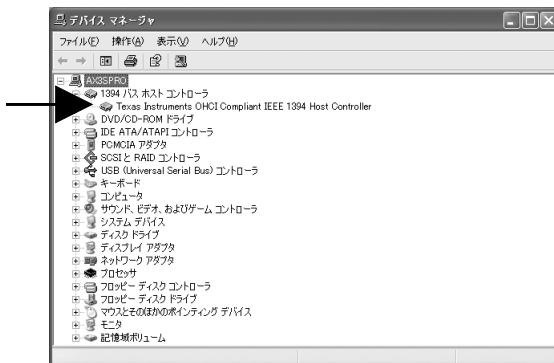 デバイス マネージャ
ファイル(F) 操作(A) 表示(V) ヘルプ(H)
AX3SPRO
1394 バス ホスト コントローラ
Texas Instruments OHCI Compliant IEEE 1394 Host Controller
DVD/CD-ROM ドライブ
IDE ATA/ATAPI コントローラ
PCMCIA アダプタ
SCSI と RAID コントローラ
USB (Universal Serial Bus) コントローラ
キーボード
コンピュータ
サウンド、ビデオ、およびゲーム コントローラ
システム デバイス
ディスク ドライブ
ディスプレイ アダプタ
ネットワーク アダプタ
プロセッサ
フロッピー ディスク コントローラ
フロッピー ディスク ドライブ
マウスとそのほかのポインティング デバイス
モニタ
記憶域ボリューム